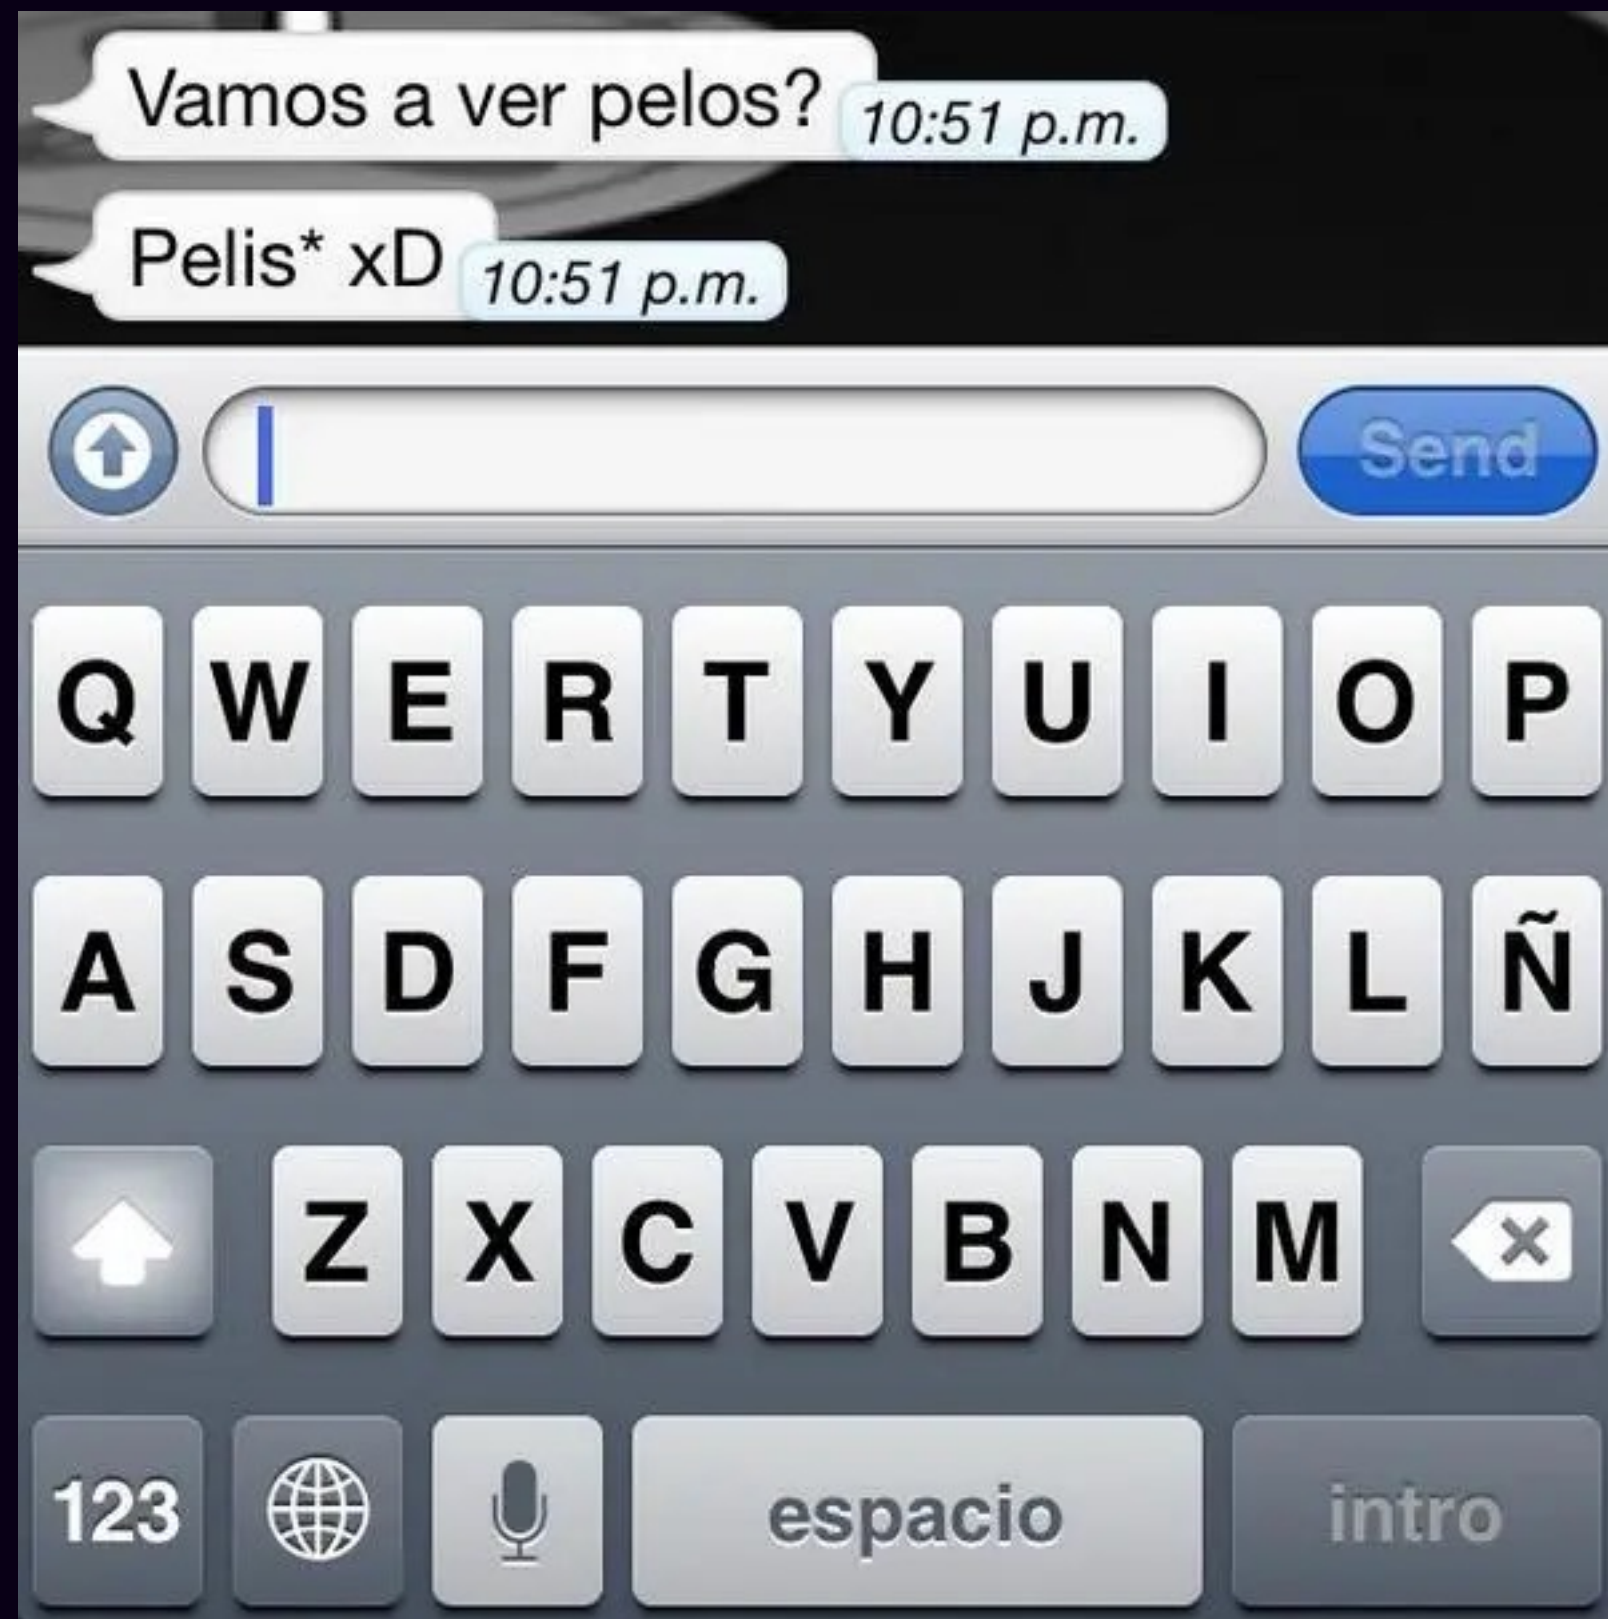 Vamos a ver pelos? 10:51 p.m.
Pelis* xD 10:51 p.m.
Send
Q W E R T Y U I O P
A S D F G H J K L Ñ
Z X C V B N M
123 espacio intro